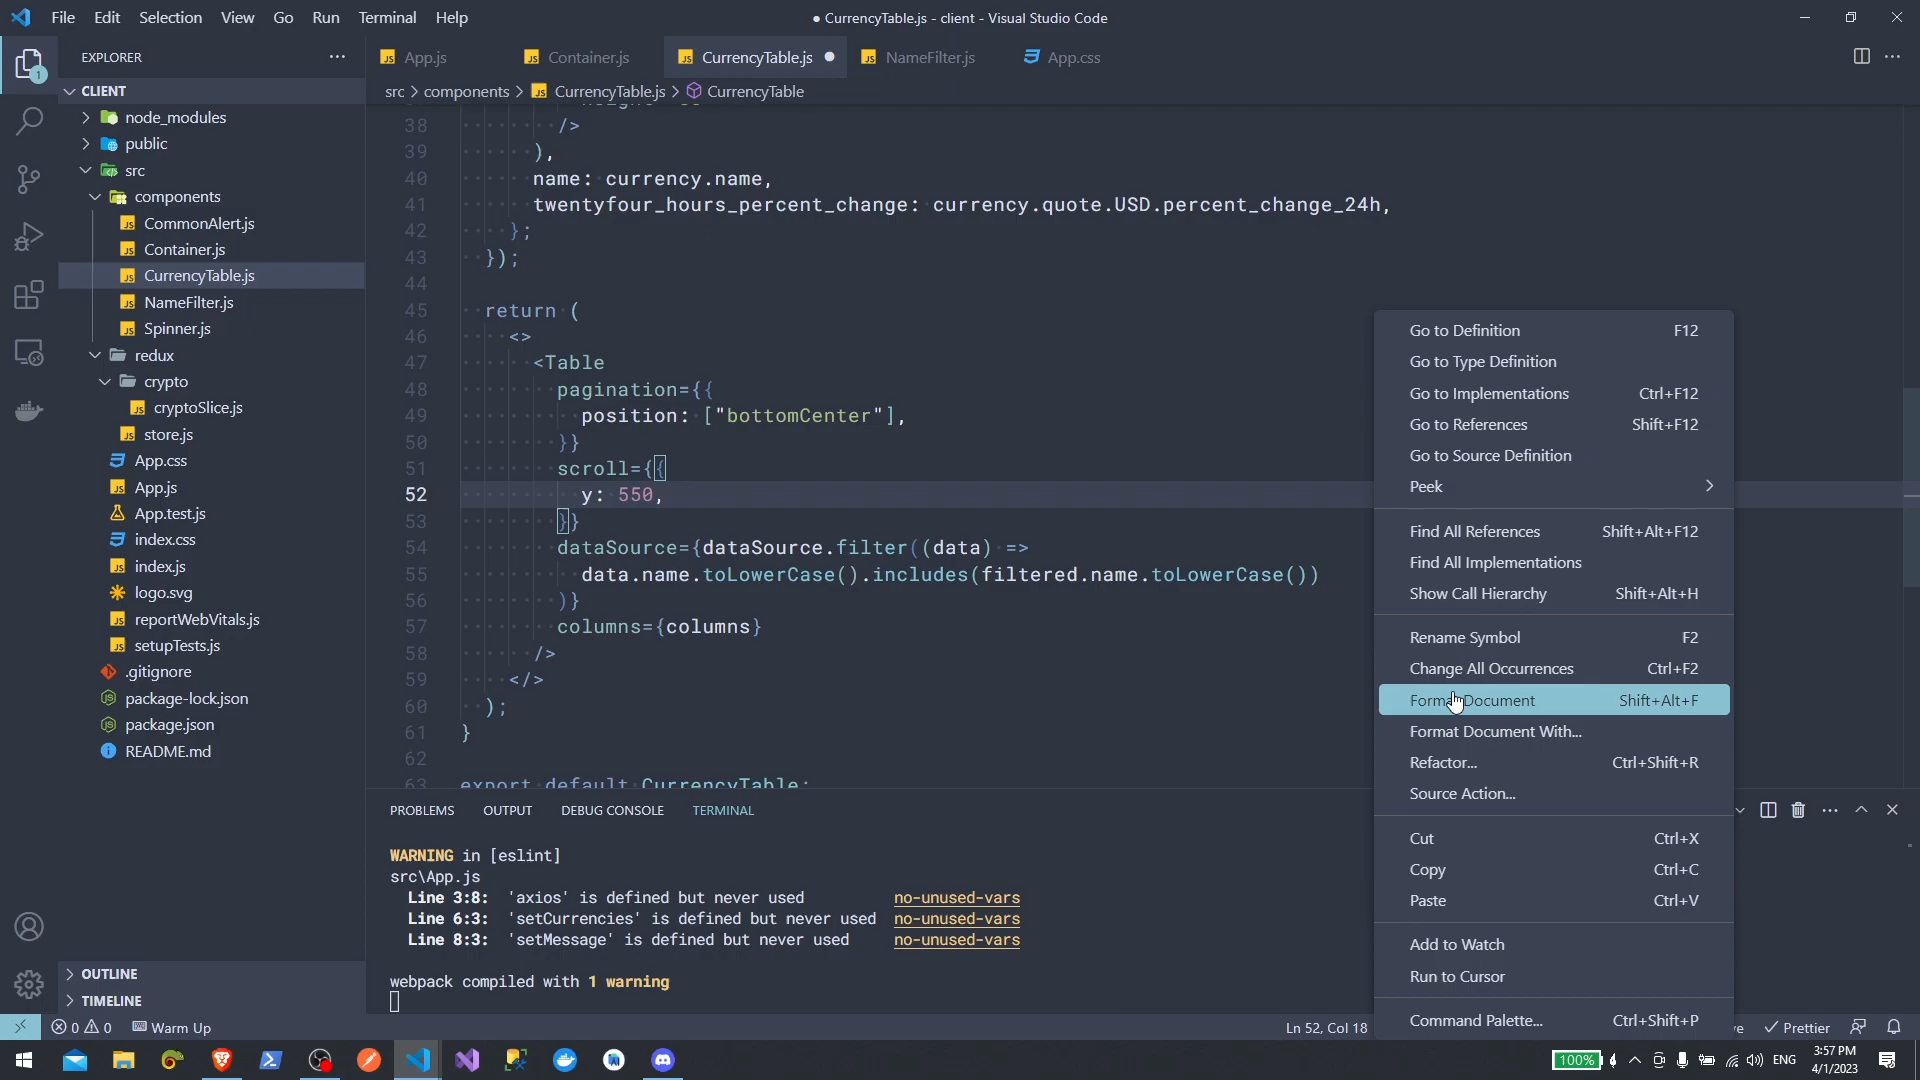 File Edit Selection View Go Run Terminal Help
● CurrencyTable.js - client - Visual Studio Code
EXPLORER
App.js
Container.js
CurrencyTable.js
NameFilter.js
App.css
1
CLIENT
src > components > CurrencyTable.js > CurrencyTable
node_modules
public
src
components
CommonAlert.js
Container.js
CurrencyTable.js
NameFilter.js
Spinner.js
redux
crypto
cryptoSlice.js
store.js
App.css
App.js
App.test.js
index.css
index.js
logo.svg
reportWebVitals.js
setupTests.js
.gitignore
package-lock.json
package.json
README.md
OUTLINE
TIMELINE
38 />
39 ),
40 name: currency.name,
41 twentyfour_hours_percent_change: currency.quote.USD.percent_change_24h,
42 };
43 });
44
45 return (
46 <>
47 <Table
48 pagination={{
49 position: ["bottomCenter"],
50 }}
51 scroll={{
52 y: 550,
53 }}
54 dataSource={dataSource.filter((data) =>
55 data.name.toLowerCase().includes(filtered.name.toLowerCase())
56 )}
57 columns={columns}
58 />
59 </>
60 );
61 }
62
63 export default CurrencyTable;
Go to Definition F12
Go to Type Definition
Go to Implementations Ctrl+F12
Go to References Shift+F12
Go to Source Definition
Peek
Find All References Shift+Alt+F12
Find All Implementations
Show Call Hierarchy Shift+Alt+H
Rename Symbol F2
Change All Occurrences Ctrl+F2
Format Document Shift+Alt+F
Format Document With...
Refactor... Ctrl+Shift+R
Source Action...
Cut Ctrl+X
Copy Ctrl+C
Paste Ctrl+V
Add to Watch
Run to Cursor
Command Palette... Ctrl+Shift+P
PROBLEMS OUTPUT DEBUG CONSOLE TERMINAL
WARNING in [eslint]
src\App.js
Line 3:8: 'axios' is defined but never used no-unused-vars
Line 6:3: 'setCurrencies' is defined but never used no-unused-vars
Line 8:3: 'setMessage' is defined but never used no-unused-vars
webpack compiled with 1 warning
0 0 Warm Up
Ln 52, Col 18
Prettier
100%
ENG
3:57 PM
4/1/2023